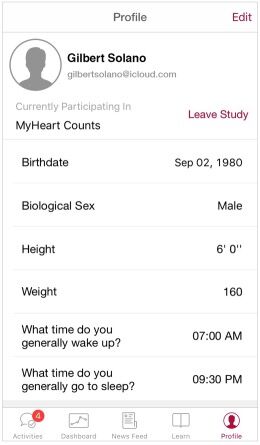 Profile
Edit
Gilbert Solano
gilbertsolano@icloud.com
Currently Participating In
MyHeart Counts
Leave Study
Birthdate
Sep 02, 1980
Biological Sex
Male
Height
6' 0''
Weight
160
What time do you
generally wake up?
07:00 AM
What time do you
generally go to sleep?
09:30 PM
4
Activities
Dashboard
News Feed
Learn
Profile